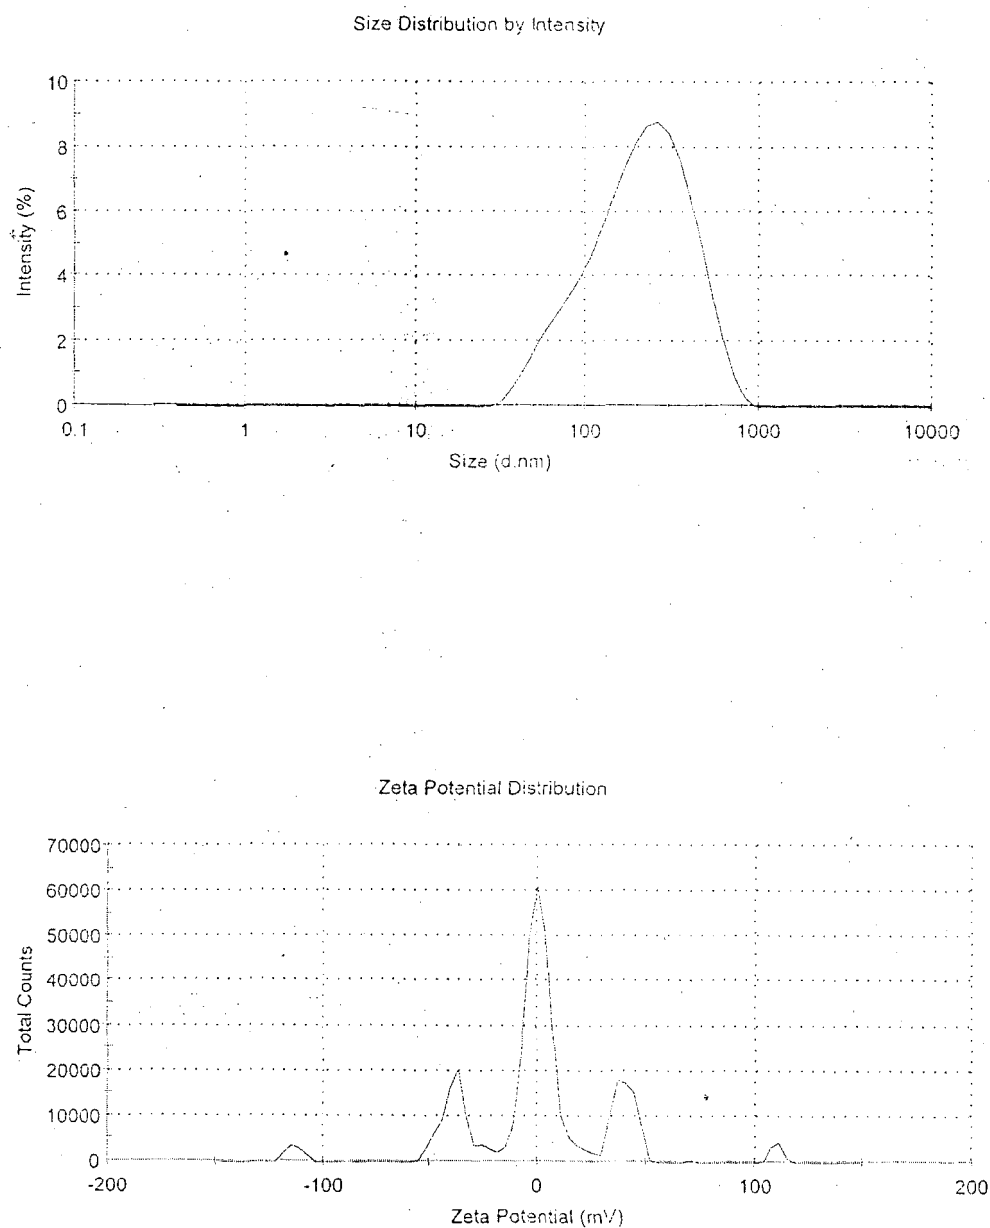 Size Distribution by Intensity
10
8
6
4
2
0
Intensity (%)
0.1 1 10 100 1000 10000
Size (d.nm)
Zeta Potential Distribution
70000
60000
50000
40000
30000
20000
10000
0
Total Counts
-200 -100 0 100 200
Zeta Potential (mV)